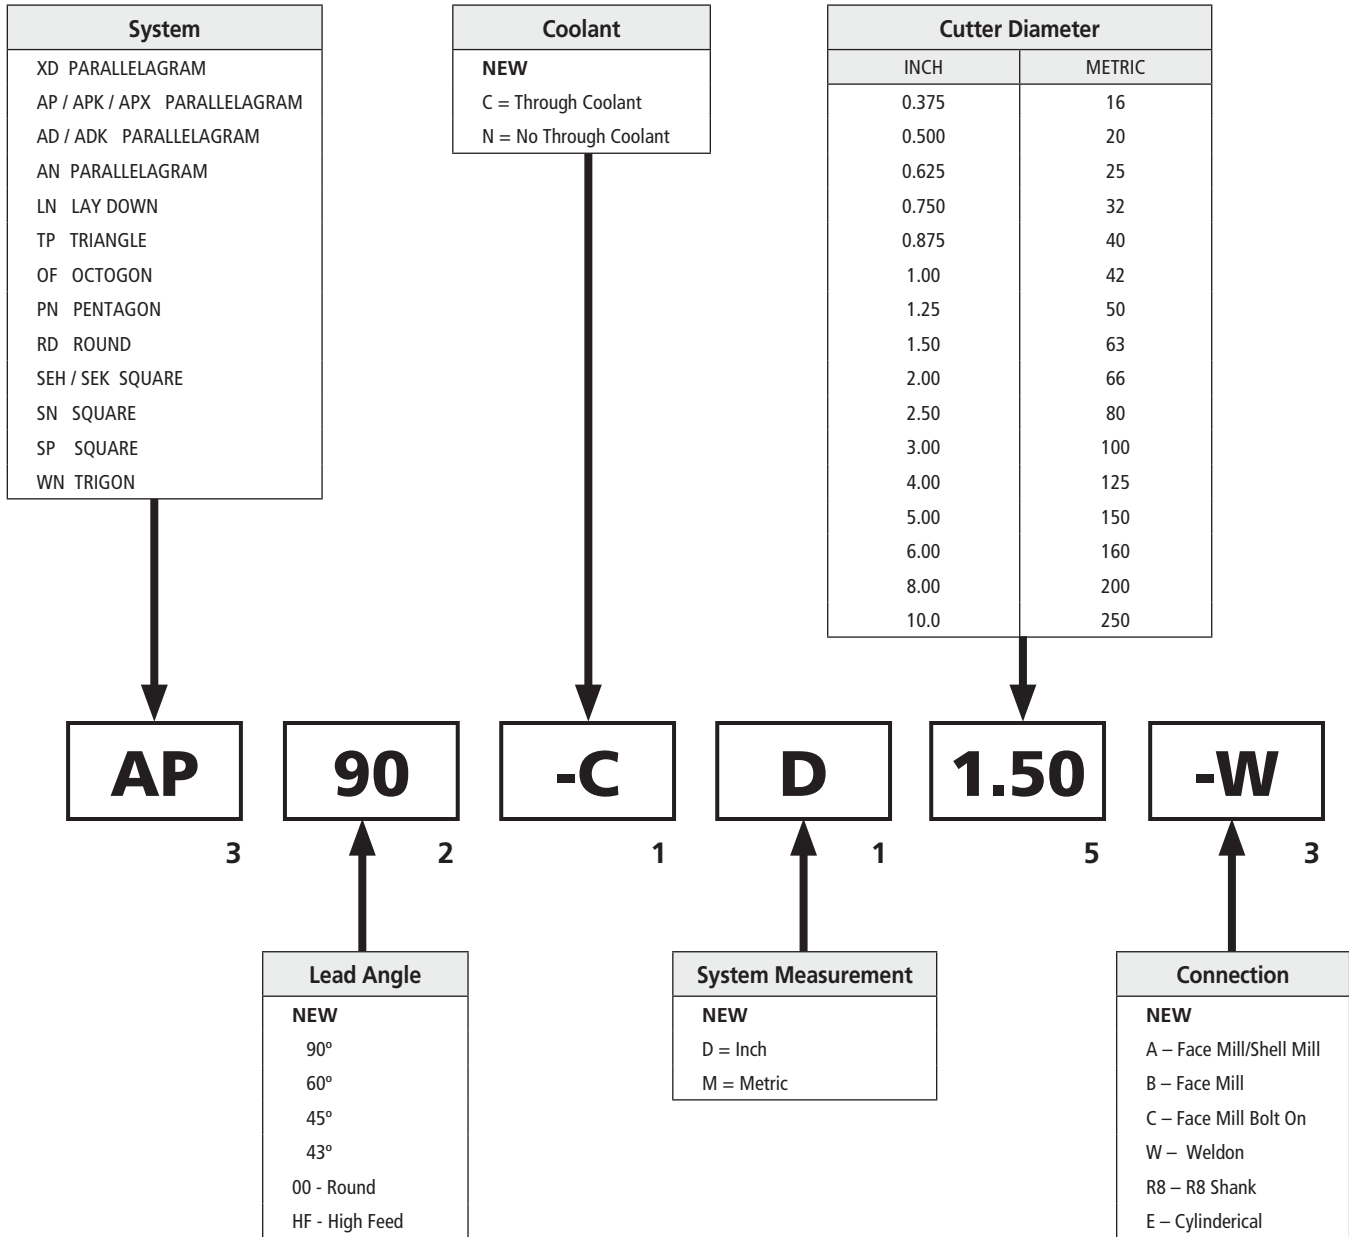 System
XD PARALLELAGRAM
AP / APK / APX PARALLELAGRAM
AD / ADK PARALLELAGRAM
AN PARALLELAGRAM
LN LAY DOWN
TP TRIANGLE
OF OCTOGON
PN PENTAGON
RD ROUND
SEH / SEK SQUARE
SN SQUARE
SP SQUARE
WN TRIGON
Coolant
NEW
C = Through Coolant
N = No Through Coolant
Cutter Diameter
INCH METRIC
0.375 16
0.500 20
0.625 25
0.750 32
0.875 40
1.00 42
1.25 50
1.50 63
2.00 66
2.50 80
3.00 100
4.00 125
5.00 150
6.00 160
8.00 200
10.0 250
AP 90 -C D 1.50 -W
3 2 1 1 5 3
Lead Angle
NEW
90º
60º
45º
43º
00 - Round
HF - High Feed
System Measurement
NEW
D = Inch
M = Metric
Connection
NEW
A – Face Mill/Shell Mill
B – Face Mill
C – Face Mill Bolt On
W – Weldon
R8 – R8 Shank
E – Cylinderical